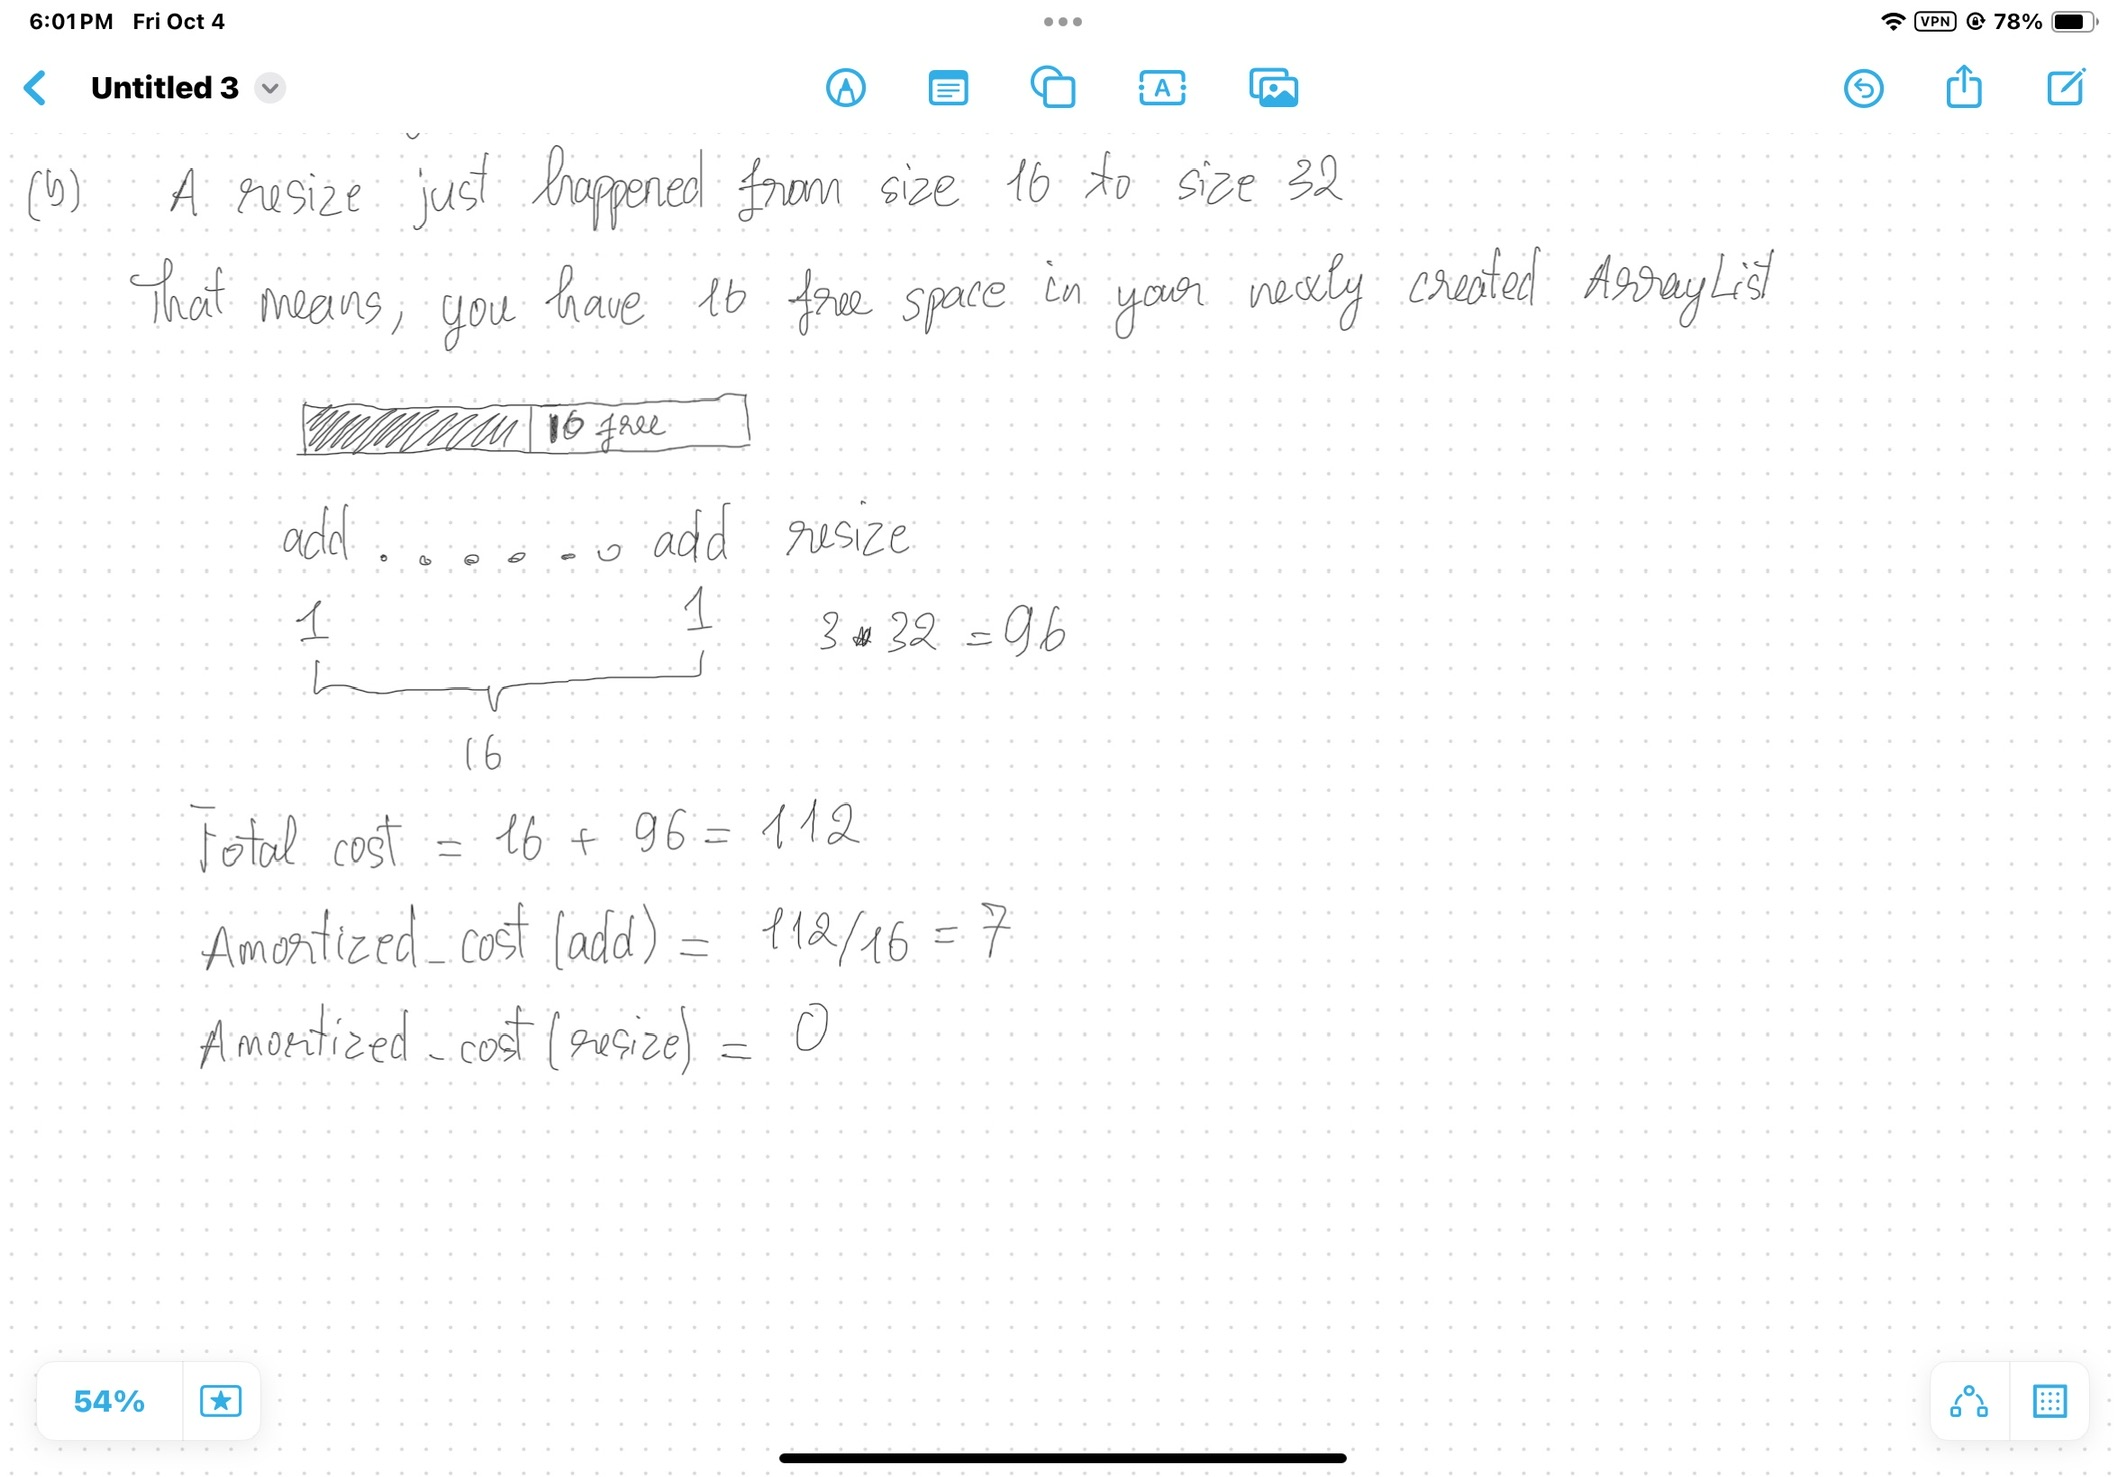 6:01 PM Fri Oct 4
VPN 78%
Untitled 3
A
(b) A resize just happened from size 16 to size 32
That means, you have 16 free space in your newly created ArrayList
16 free
add . . . . . . add resize
1 1 3 * 32 = 96
16
Total cost = 16 + 96 = 112
Amortized_cost (add) = 112/16 = 7
Amortized_cost (resize) = 0
54%